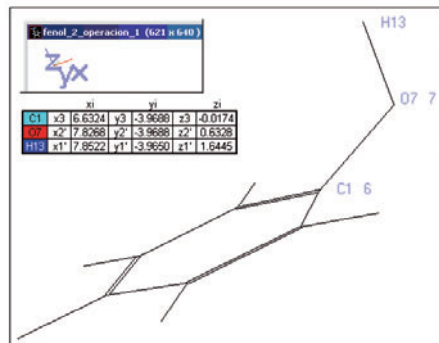 fenol_2_operacion_1 (621 x 640)
z
yx
xi yi zi
C1 x3 6.6324 y3 -3.9688 z3 -0.0174
O7 x2' 7.8268 y2' -3.9688 z2' 0.6328
H13 x1' 7.8522 y1' -3.9650 z1' 1.6445
H13
O7 7
C1 6